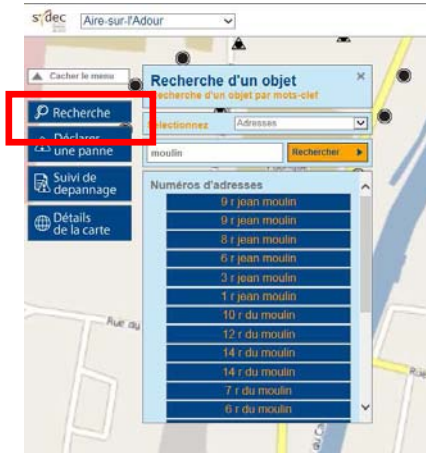 sydec
Aire-sur-l'Adour
Cacher le menu
Recherche
Déclarer
une panne
Suivi de
depannage
Détails
de la carte
Recherche d'un objet
Recherche d'un objet par mots-clef
Sélectionnez
Adresses
moulin
Rechercher
Numéros d'adresses
9 r jean moulin
9 r jean moulin
8 r jean moulin
6 r jean moulin
3 r jean moulin
1 r jean moulin
10 r du moulin
12 r du moulin
14 r du moulin
14 r du moulin
7 r du moulin
6 r du moulin
Rue du
Rue